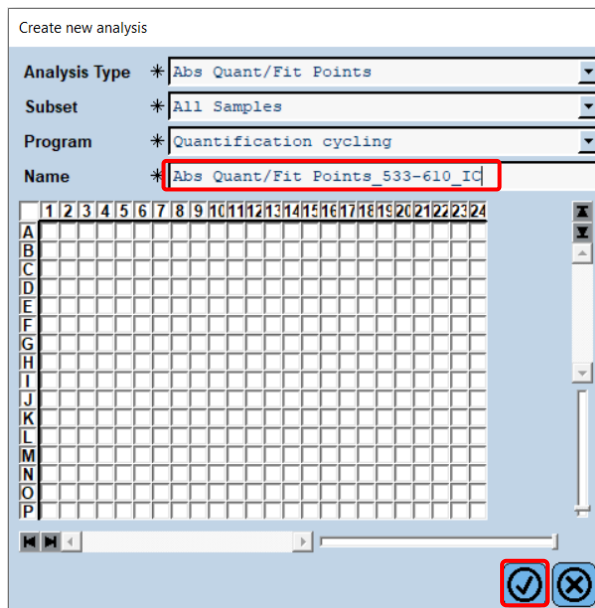 Create new analysis
Analysis Type * Abs Quant/Fit Points
Subset * All Samples
Program * Quantification cycling
Name * Abs Quant/Fit Points_533-610_IC
1 2 3 4 5 6 7 8 9 10 11 12 13 14 15 16 17 18 19 20 21 22 23 24
A
B
C
D
E
F
G
H
I
J
K
L
M
N
O
P